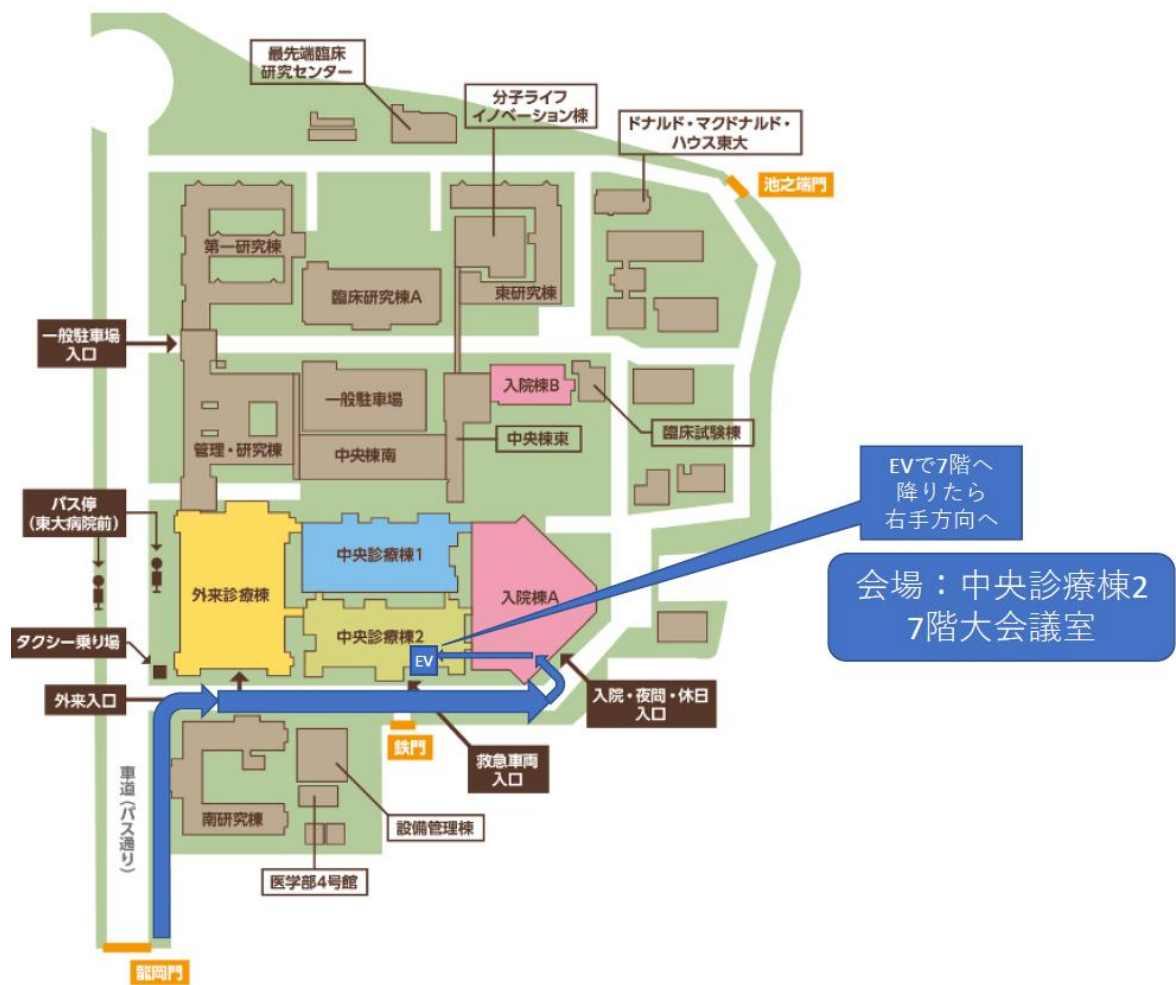 最先端臨床
研究センター
分子ライフ
イノベーション棟
ドナルド・マクドナルド・
ハウス東大
池之端門
第一研究棟
臨床研究棟A
東研究棟
一般駐車場
入口
一般駐車場
入院棟B
管理・研究棟
中央棟南
中央棟東
臨床試験棟
EVで7階へ
降りたら
右手方向へ
バス停
(東大病院前)
外来診療棟
中央診療棟1
入院棟A
会場：中央診療棟2
7階大会議室
中央診療棟2
EV
タクシー乗り場
外来入口
入院・夜間・休日
入口
鉄門
救急車両
入口
車道(バス通り)
南研究棟
設備管理棟
医学部4号館
龍岡門